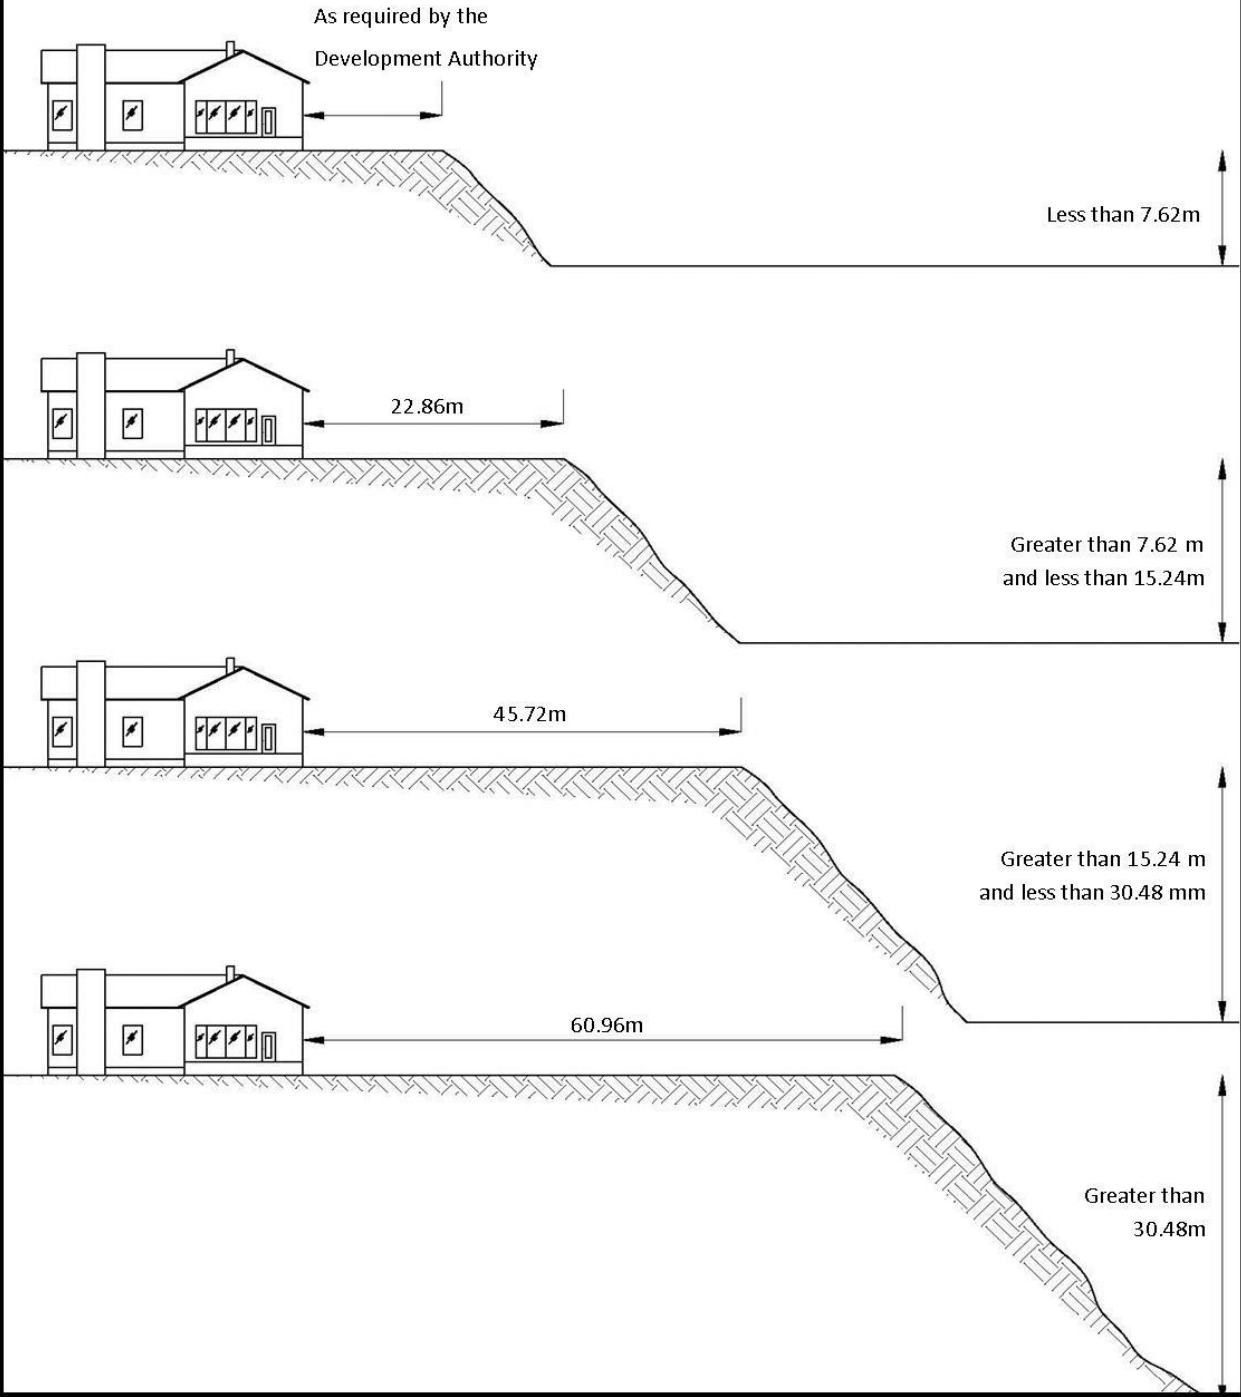 As required by the
Development Authority
Less than 7.62m
22.86m
Greater than 7.62 m
and less than 15.24m
45.72m
Greater than 15.24 m
and less than 30.48 mm
60.96m
Greater than
30.48m